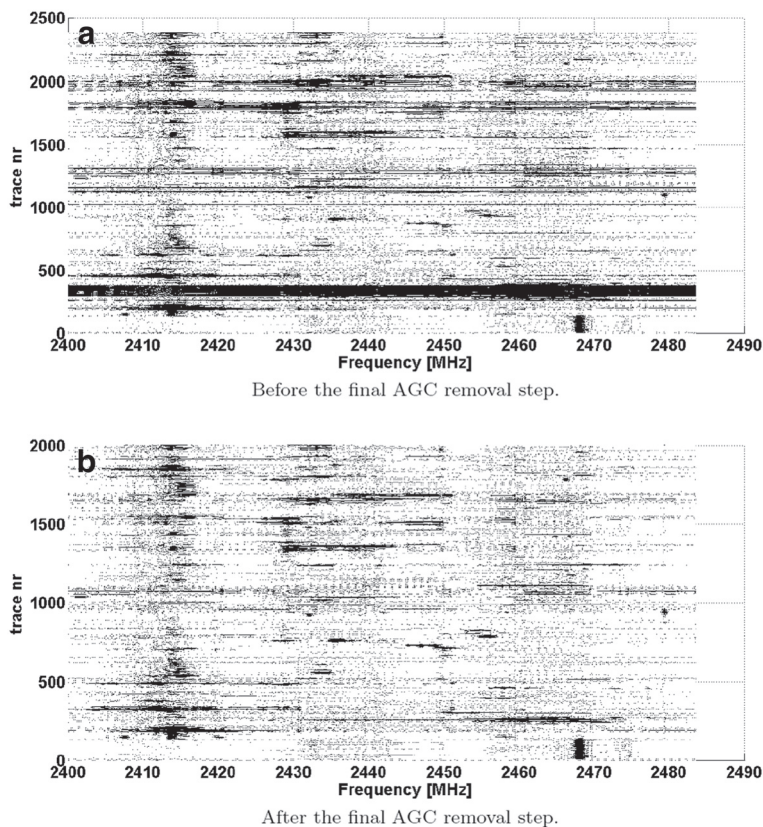 a
2500
2000
1500
1000
500
0
trace nr
2400 2410 2420 2430 2440 2450 2460 2470 2480 2490
Frequency [MHz]
Before the final AGC removal step.
b
2000
1500
1000
500
0
trace nr
2400 2410 2420 2430 2440 2450 2460 2470 2480 2490
Frequency [MHz]
After the final AGC removal step.